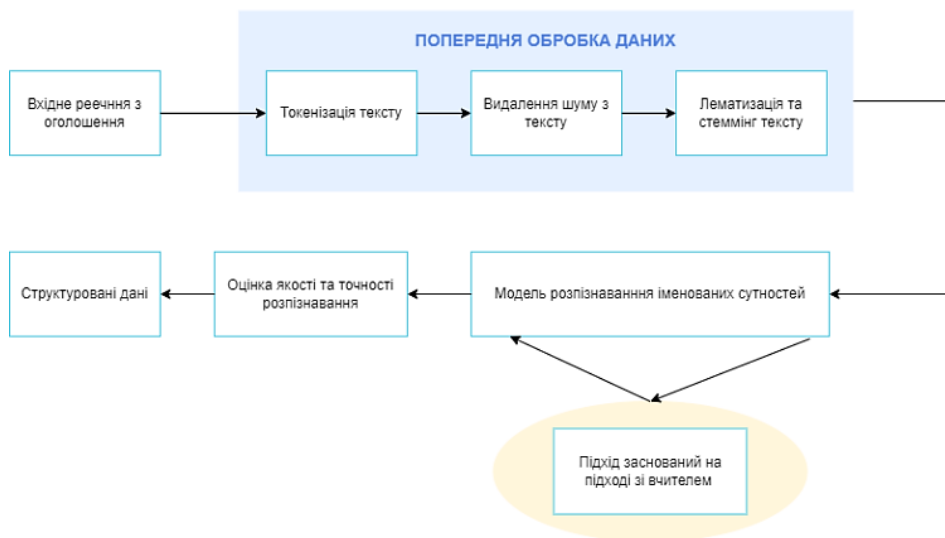 ПОПЕРЕДНЯ ОБРОБКА ДАНИХ
Вхідне реечння з
оголошення
Токенізація тексту
Видалення шуму з
тексту
Лематизація та
стеммінг тексту
Структуровані дані
Оцінка якості та точності
розпізнавання
Модель розпізнаванння іменованих сутностей
Підхід заснований на
підході зі вчителем